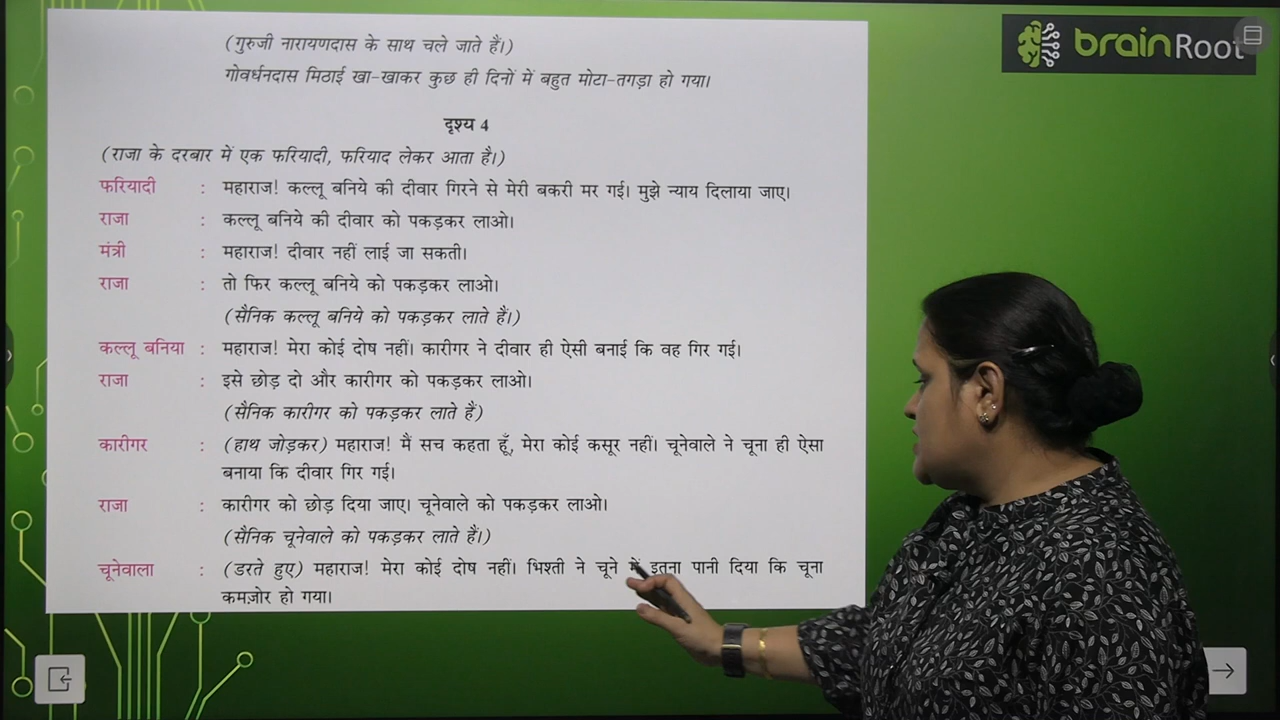 (गुरुजी नारायणदास के साथ चले जाते हैं।)
गोवर्धनदास मिठाई खा-खाकर कुछ ही दिनों में बहुत मोटा-तगड़ा हो गया।
दृश्य 4
(राजा के दरबार में एक फरियादी, फरियाद लेकर आता है।)
फरियादी : महाराज! कल्लू बनिये की दीवार गिरने से मेरी बकरी मर गई। मुझे न्याय दिलाया जाए।
राजा : कल्लू बनिये की दीवार को पकड़कर लाओ।
मंत्री : महाराज! दीवार नहीं लाई जा सकती।
राजा : तो फिर कल्लू बनिये को पकड़कर लाओ।
(सैनिक कल्लू बनिये को पकड़कर लाते हैं।)
कल्लू बनिया : महाराज! मेरा कोई दोष नहीं। कारीगर ने दीवार ही ऐसी बनाई कि वह गिर गई।
राजा : इसे छोड़ दो और कारीगर को पकड़कर लाओ।
(सैनिक कारीगर को पकड़कर लाते हैं)
कारीगर : (हाथ जोड़कर) महाराज! मैं सच कहता हूँ, मेरा कोई कसूर नहीं। चूनेवाले ने चूना ही ऐसा
बनाया कि दीवार गिर गई।
राजा : कारीगर को छोड़ दिया जाए। चूनेवाले को पकड़कर लाओ।
(सैनिक चूनेवाले को पकड़कर लाते हैं।)
चूनेवाला : (डरते हुए) महाराज! मेरा कोई दोष नहीं। भिश्ती ने चूने में इतना पानी दिया कि चूना
कमज़ोर हो गया।
brainRoot